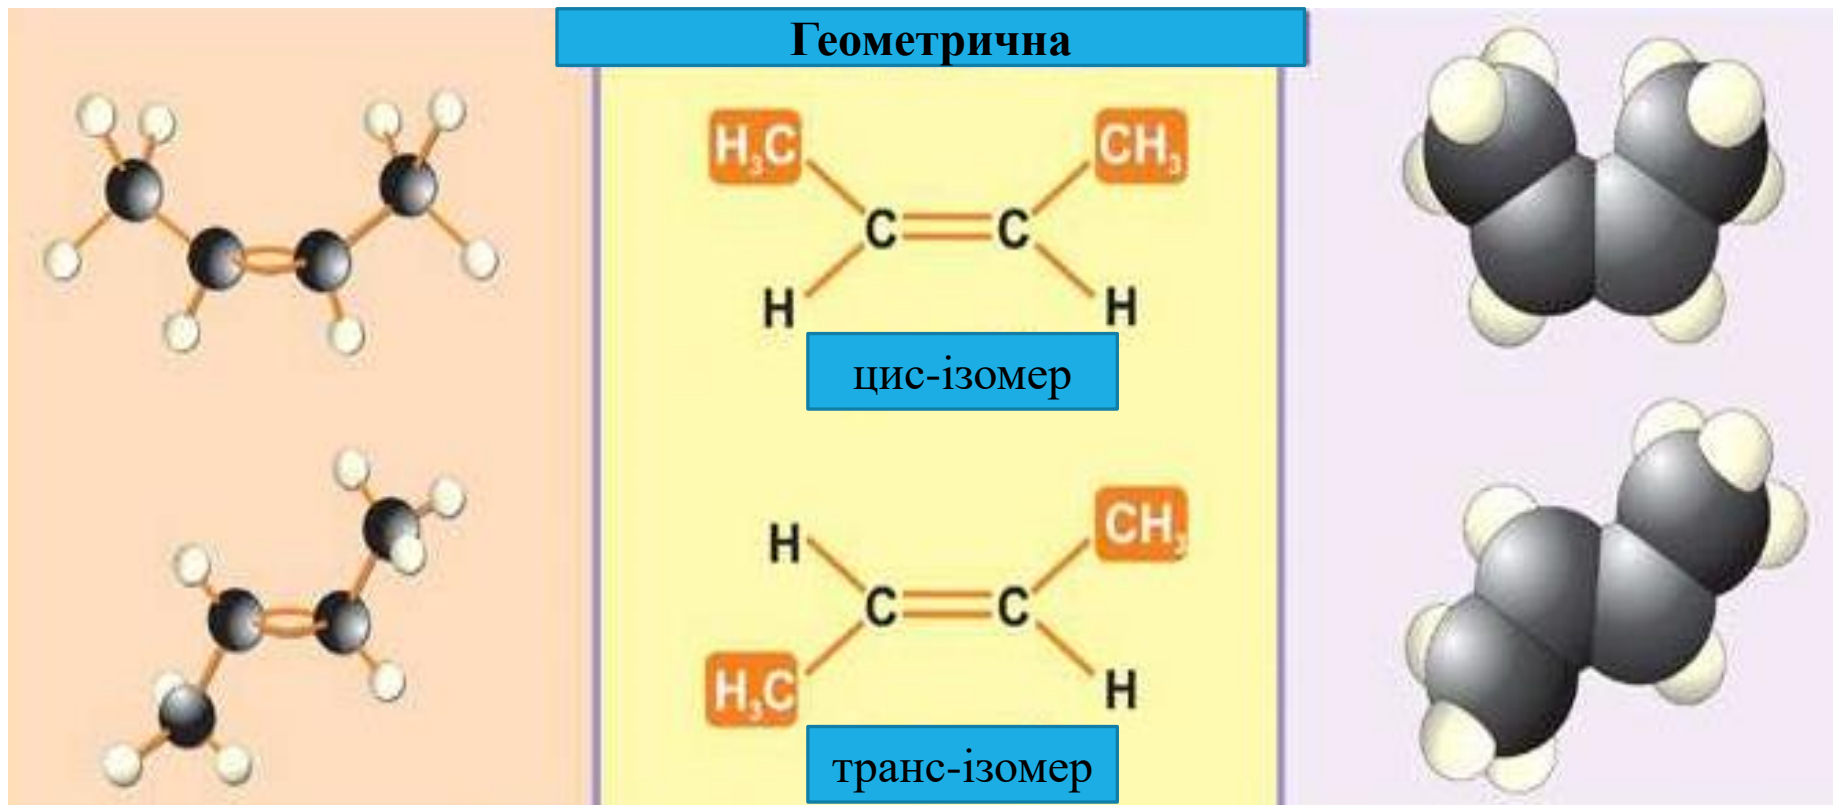 Геометрична
H₃C CH₃
C C
H H
цис-ізомер
H CH₃
C C
H₃C H
транс-ізомер